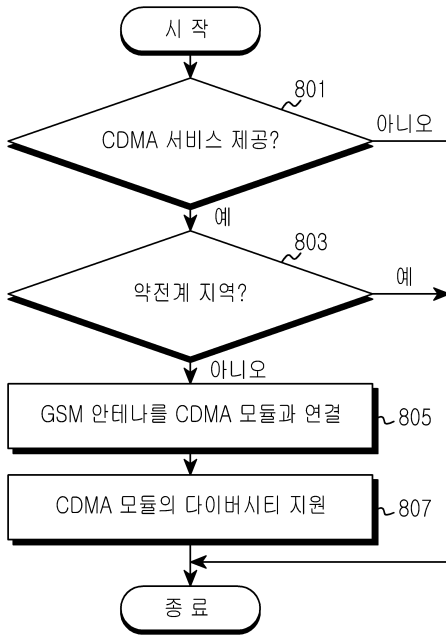 시 작
801
CDMA 서비스 제공?
아니오
예
803
약전계 지역?
예
아니오
GSM 안테나를 CDMA 모듈과 연결
805
CDMA 모듈의 다이버시티 지원
807
종 료